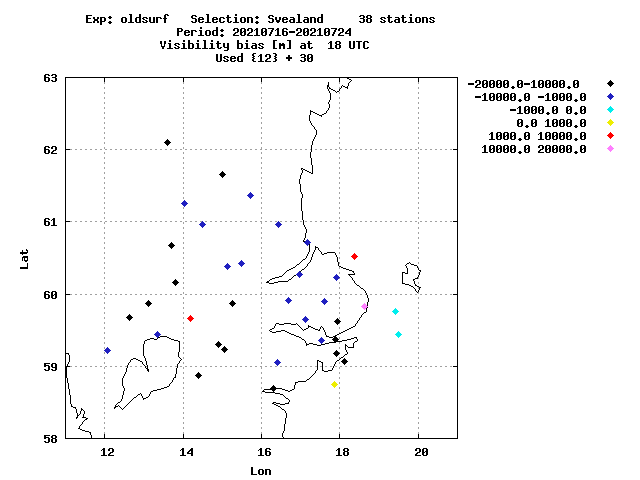 Exp: oldsurf   Selection: Svealand     38 stations
Period: 20210716-20210724
Visibility bias [m] at  18 UTC
Used {12} + 30
63
62
61
60
59
58
Lat
12 14 16 18 20
Lon
-20000.0-10000.0
-10000.0 -1000.0
-1000.0 0.0
0.0 1000.0
1000.0 10000.0
10000.0 20000.0